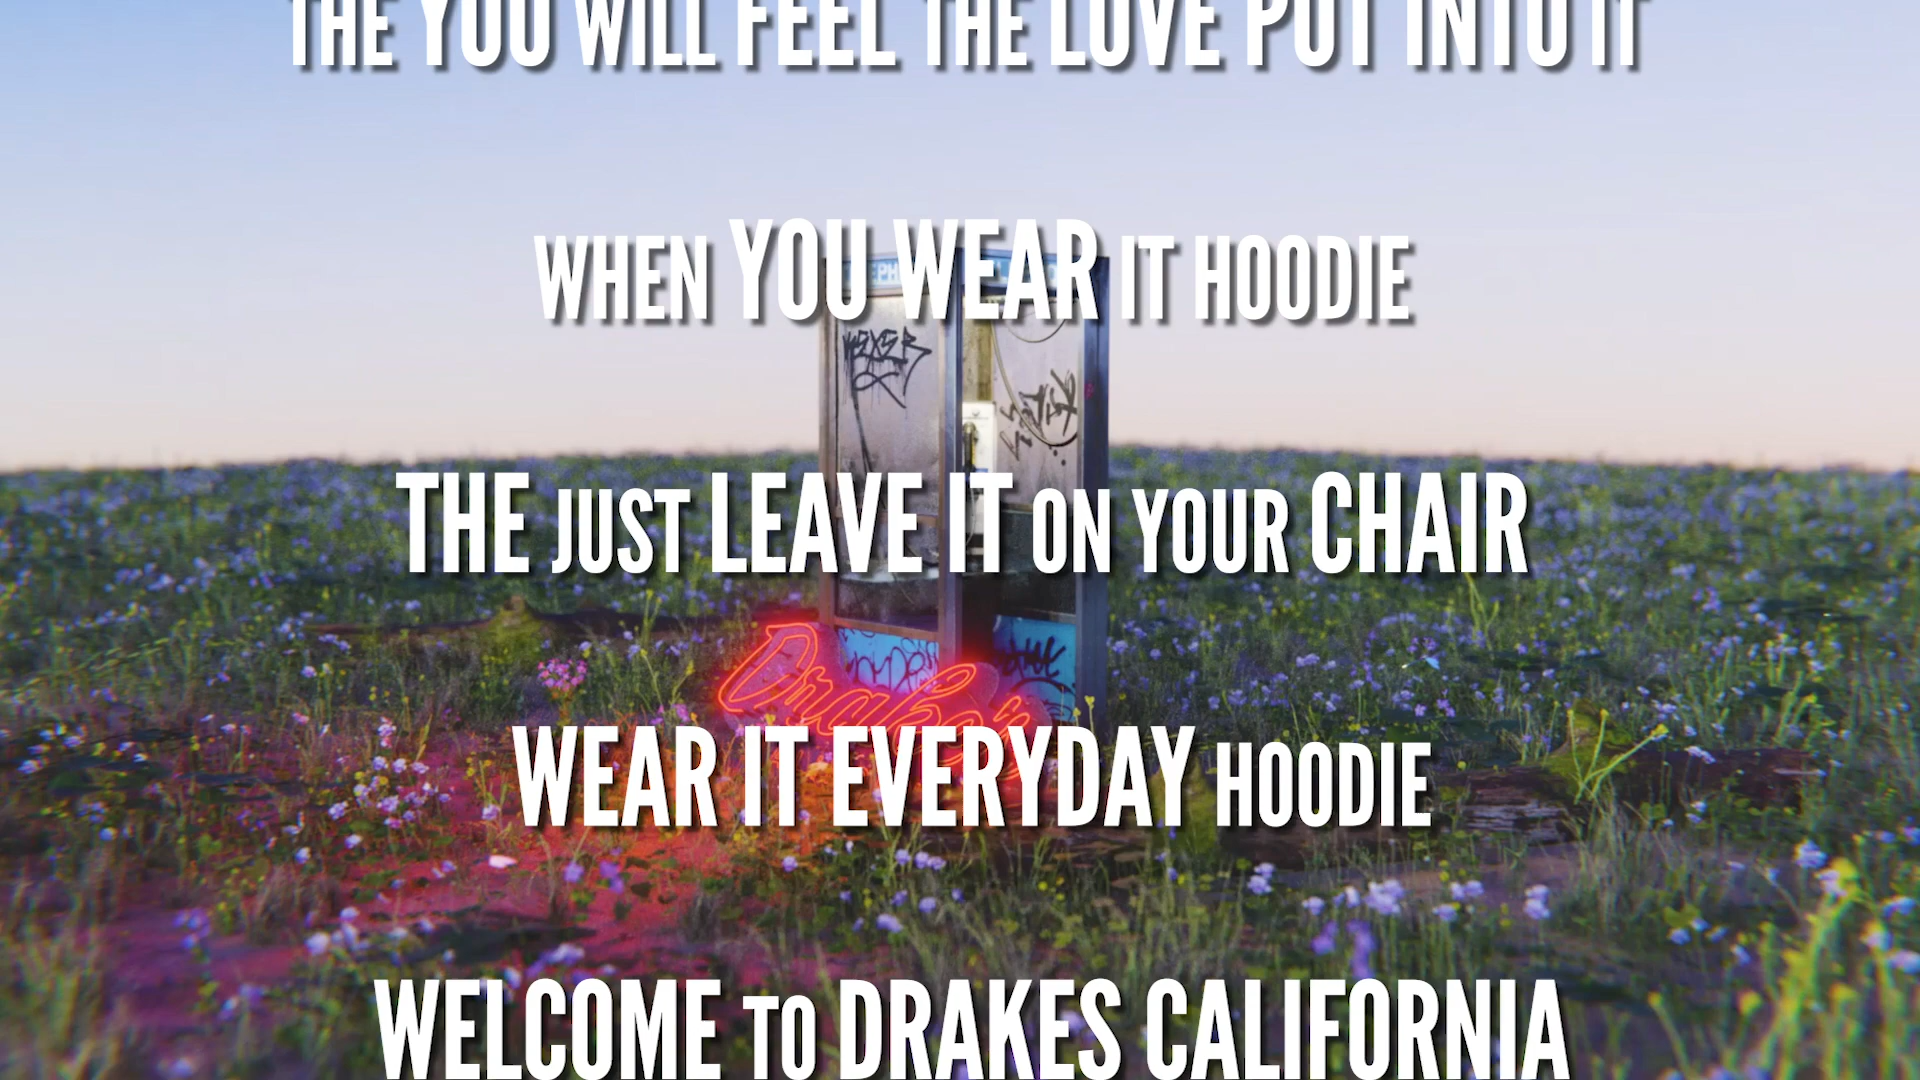 THE YOU WILL FEEL THE LOVE PUT INTO IT
WHEN YOU WEAR IT HOODIE
THE JUST LEAVE IT ON YOUR CHAIR
Drake's
WEAR IT EVERYDAY HOODIE
WELCOME TO DRAKES CALIFORNIA